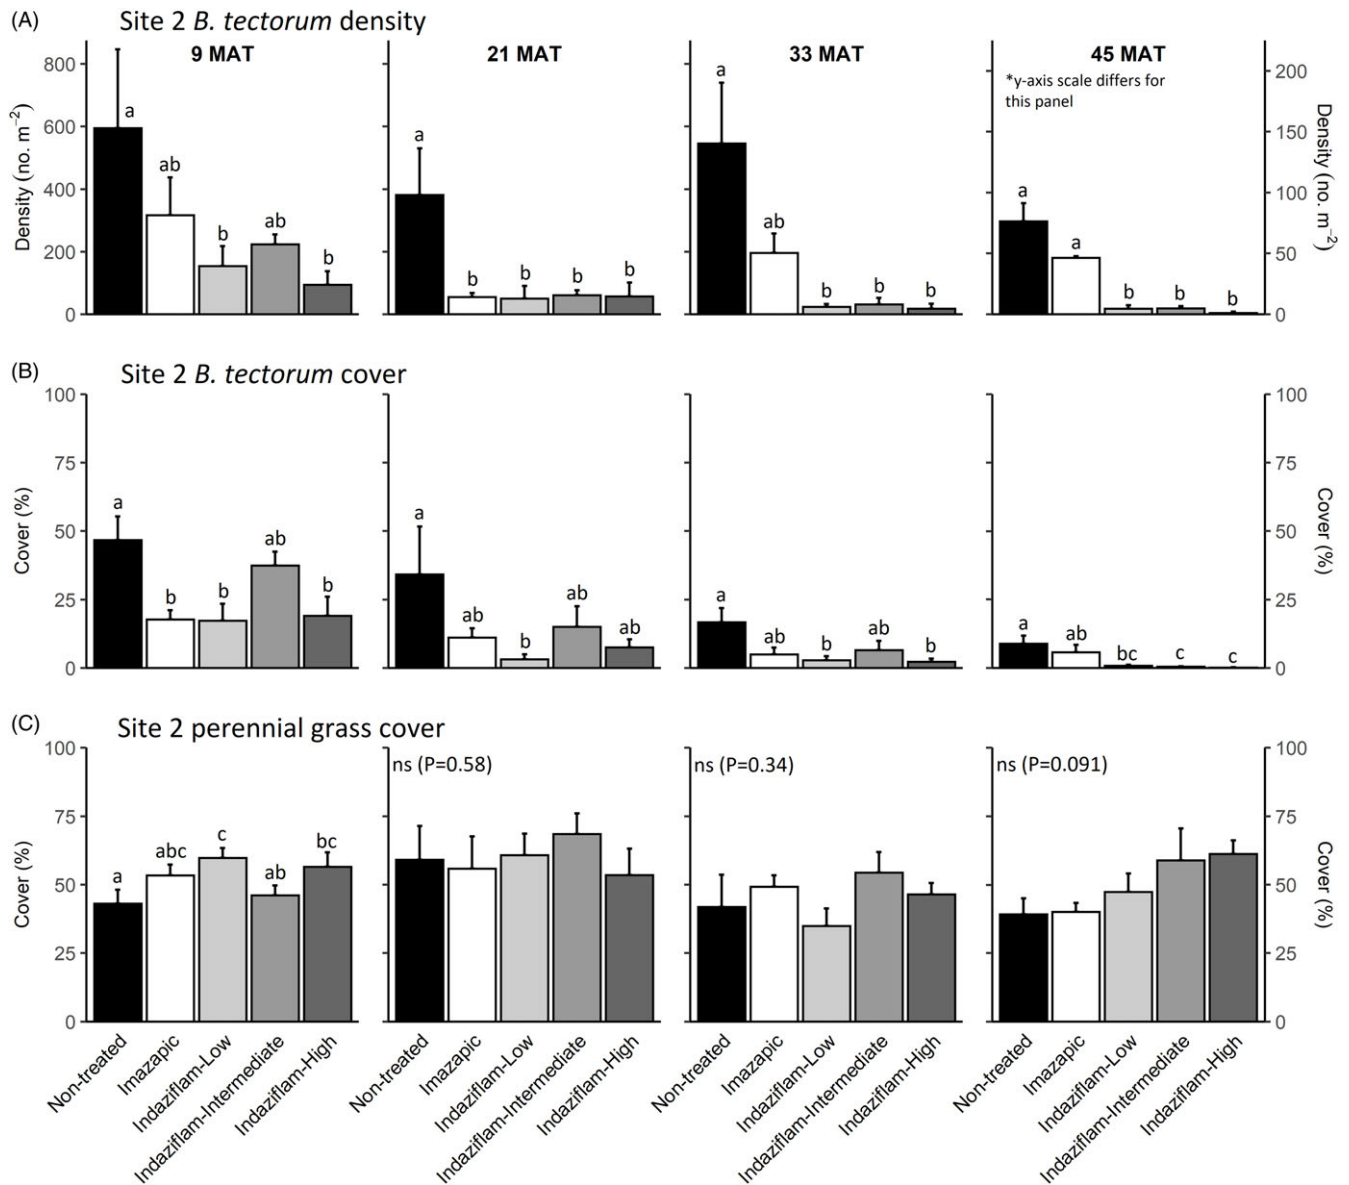 (A) Site 2 B. tectorum density
9 MAT 21 MAT 33 MAT 45 MAT
*y-axis scale differs for
this panel
Density (no. m⁻²)
800
600
400
200
0
a ab b ab b
a b b b b
a ab b b b
a a b b b
200
150
100
50
0
Density (no. m⁻²)
(B) Site 2 B. tectorum cover
Cover (%)
100
75
50
25
0
a b b ab b
a ab b ab ab
a ab b ab b
a ab bc c c
100
75
50
25
0
Cover (%)
(C) Site 2 perennial grass cover
Cover (%)
100
75
50
25
0
a abc c ab bc
ns (P=0.58)
ns (P=0.34)
ns (P=0.091)
100
75
50
25
0
Cover (%)
Non-treated Imazapic Indaziflam-Low Indaziflam-Intermediate Indaziflam-High
Non-treated Imazapic Indaziflam-Low Indaziflam-Intermediate Indaziflam-High
Non-treated Imazapic Indaziflam-Low Indaziflam-Intermediate Indaziflam-High
Non-treated Imazapic Indaziflam-Low Indaziflam-Intermediate Indaziflam-High